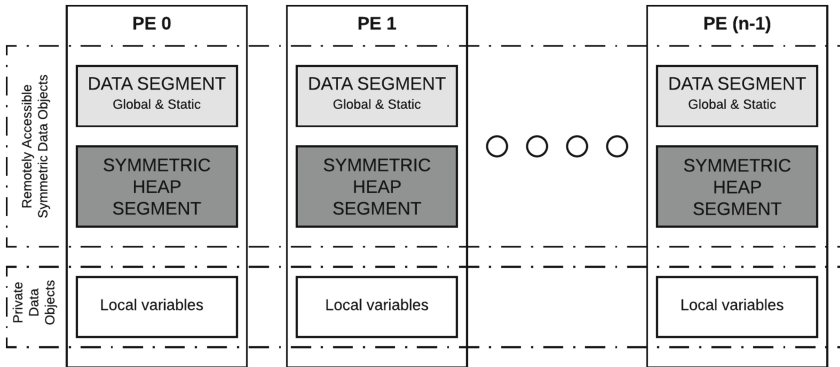 PE 0
PE 1
PE (n-1)
Remotely Accessible
Symmetric Data Objects
DATA SEGMENT
Global & Static
DATA SEGMENT
Global & Static
DATA SEGMENT
Global & Static
SYMMETRIC
HEAP
SEGMENT
SYMMETRIC
HEAP
SEGMENT
SYMMETRIC
HEAP
SEGMENT
Private
Data
Objects
Local variables
Local variables
Local variables